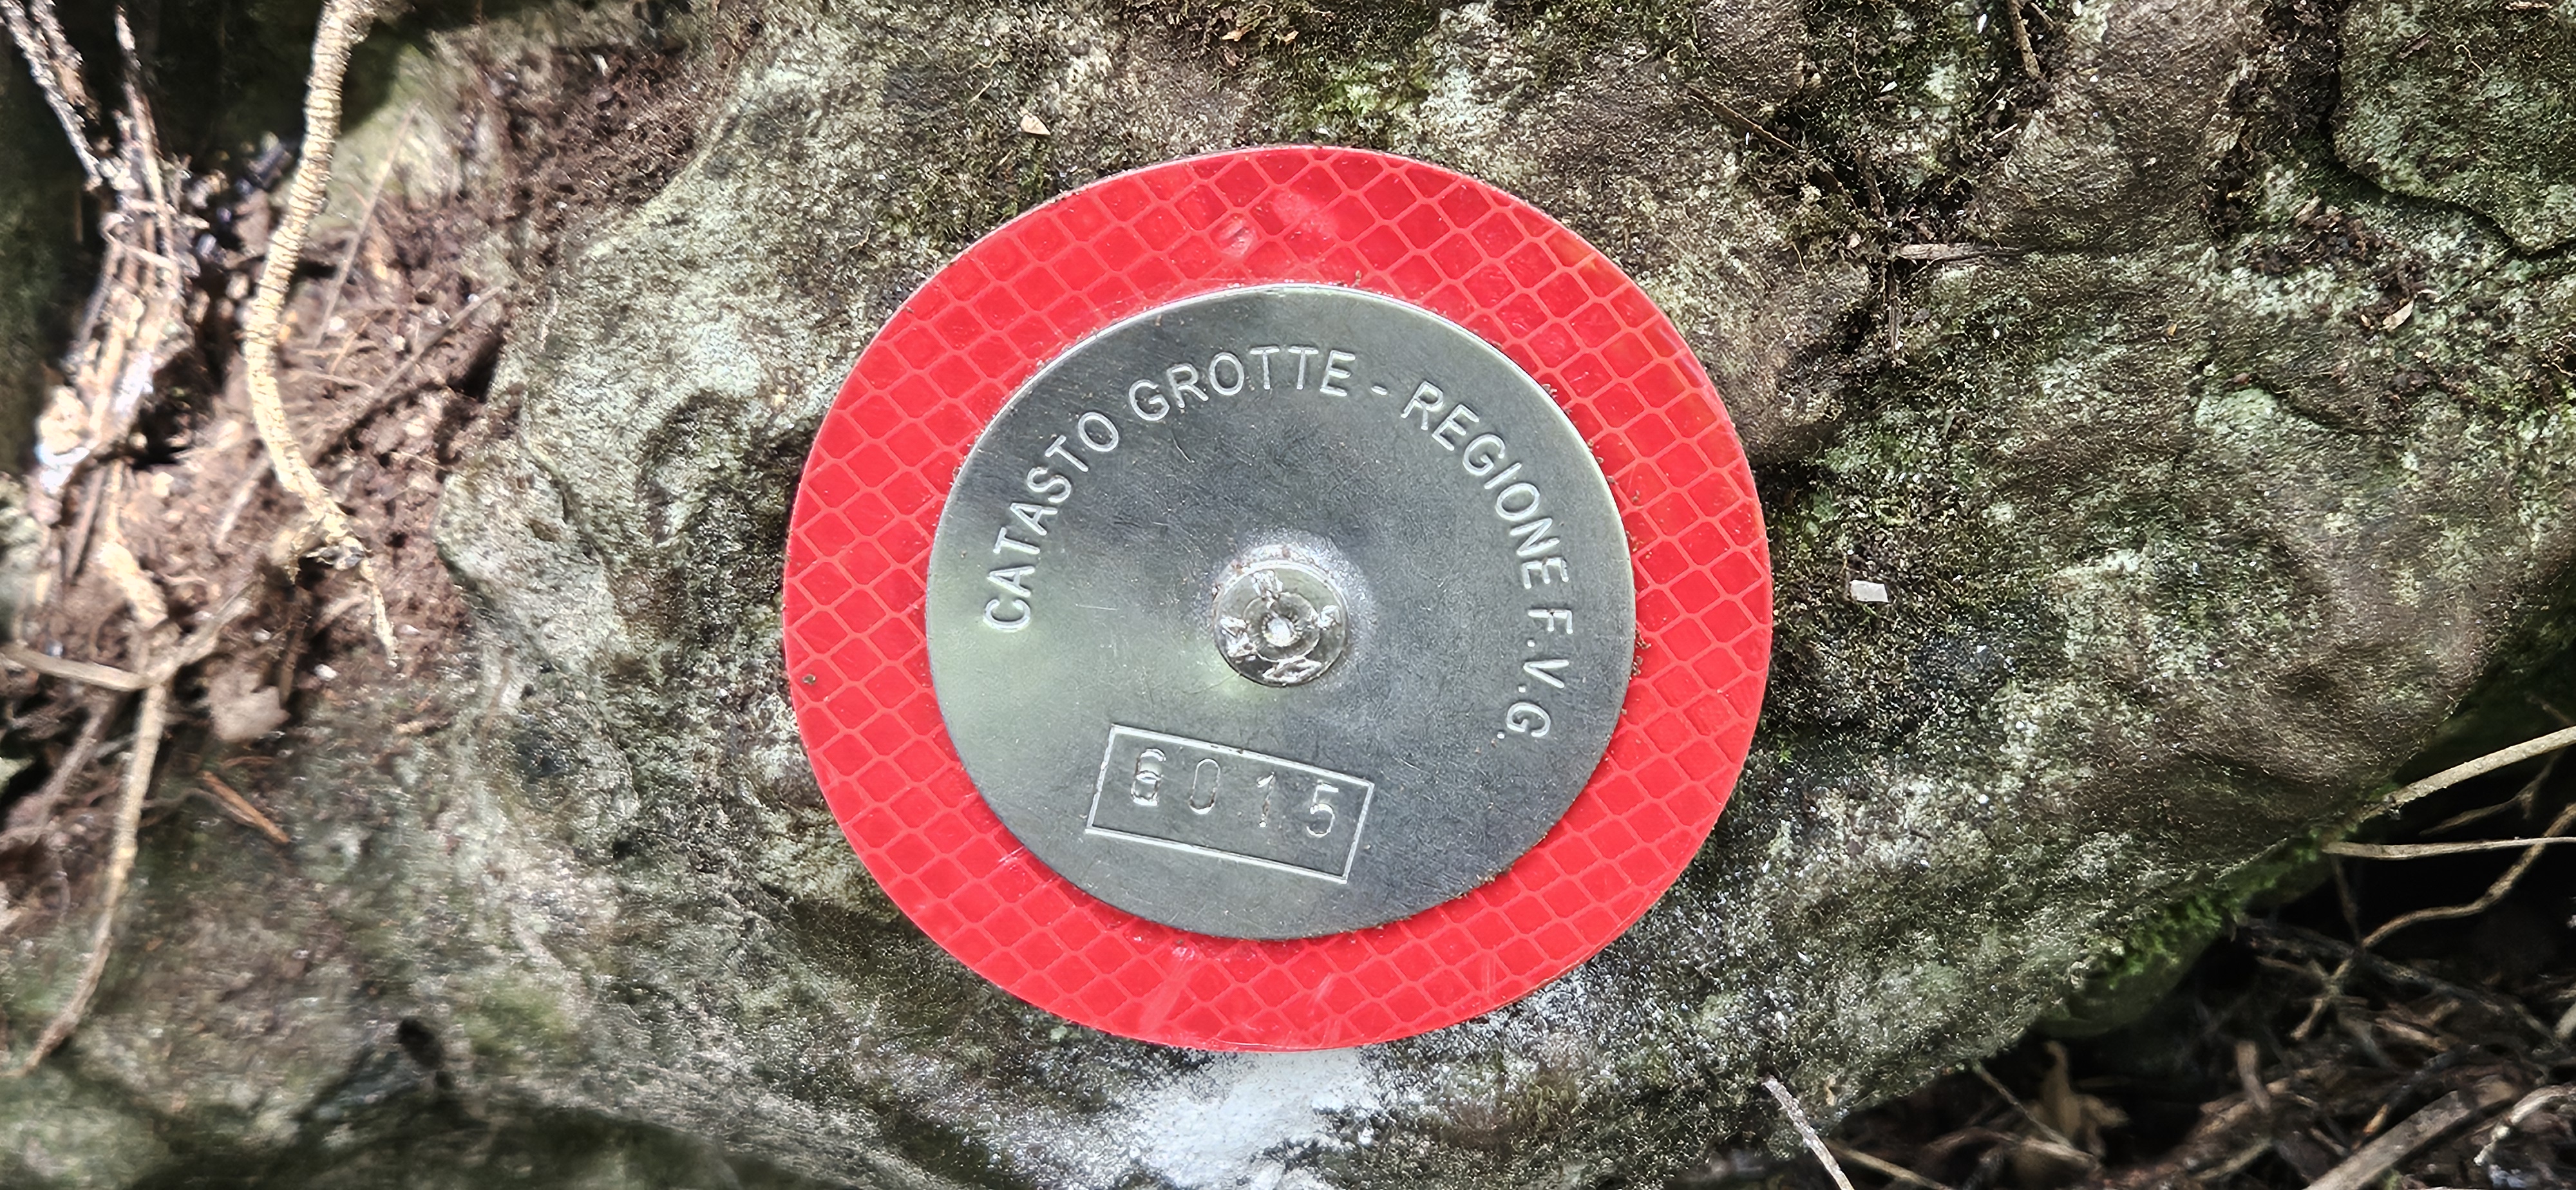 CATASTO GROTTE - REGIONE F.V.G.
6015